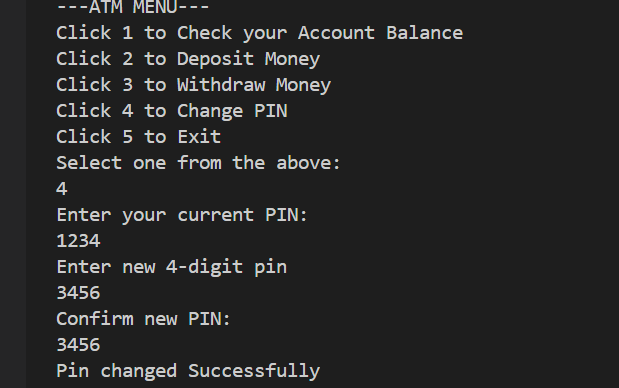 ---ATM MENU---
Click 1 to Check your Account Balance
Click 2 to Deposit Money
Click 3 to Withdraw Money
Click 4 to Change PIN
Click 5 to Exit
Select one from the above:
4
Enter your current PIN:
1234
Enter new 4-digit pin
3456
Confirm new PIN:
3456
Pin changed Successfully